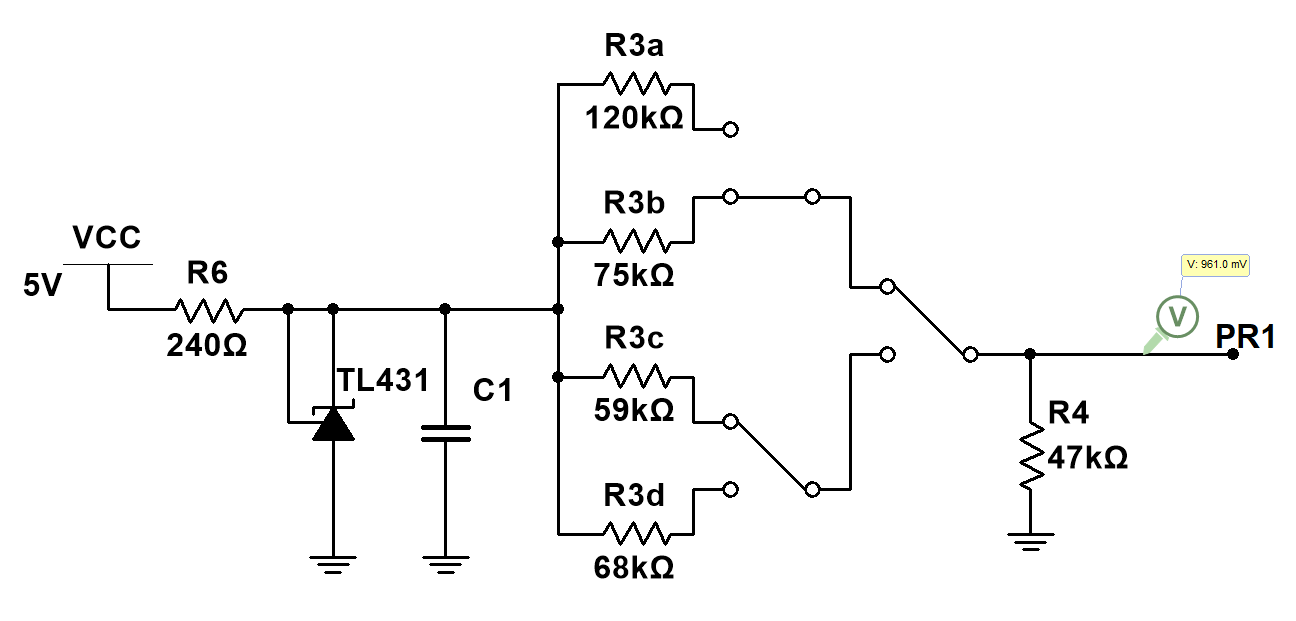 R3a
120kΩ
R3b
75kΩ
VCC
5V
R6
240Ω
TL431
C1
R3c
59kΩ
R3d
68kΩ
V: 961.0 mV
V
PR1
R4
47kΩ